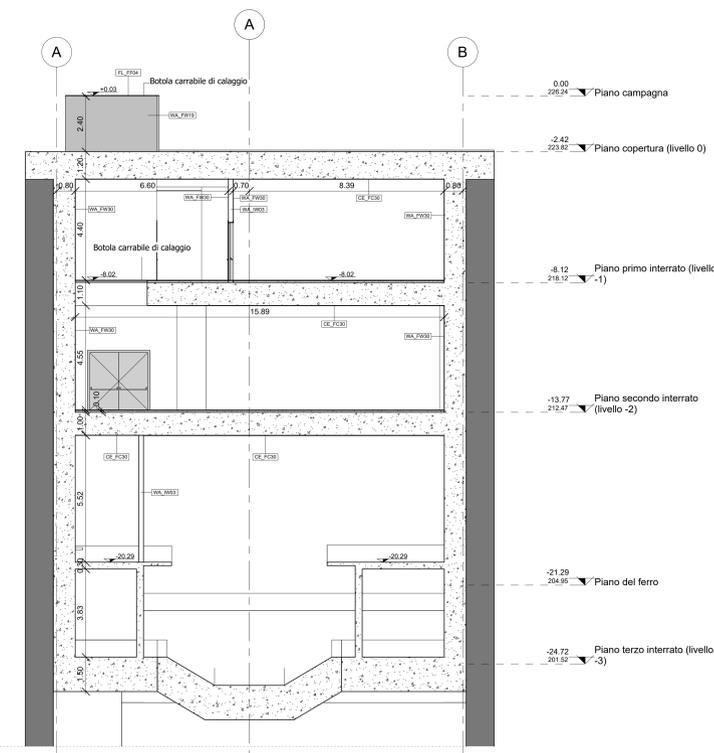 A
A
B
FL_FF04
Botola carrabile di calaggio
+0.03
WA_FW19
2.40
0.00
226.24
Piano campagna
-2.42
223.82
Piano copertura (livello 0)
1.20
0.80
6.60
0.70
8.39
0.80
WA_FW30
WA_FW30
WA_FW30
WA_IW03
CE_FC30
WA_FW30
4.40
Botola carrabile di calaggio
-8.02
-8.02
-8.12
218.12
Piano primo interrato (livello
-1)
1.10
15.89
CE_FC30
WA_FW30
WA_FW30
4.55
0.10
-13.77
212.47
Piano secondo interrato
(livello -2)
1.00
CE_FC30
CE_FC30
5.52
WA_IW03
-20.29
-20.29
0.30
-21.29
204.95
Piano del ferro
3.83
-24.72
201.52
Piano terzo interrato (livello
-3)
1.50